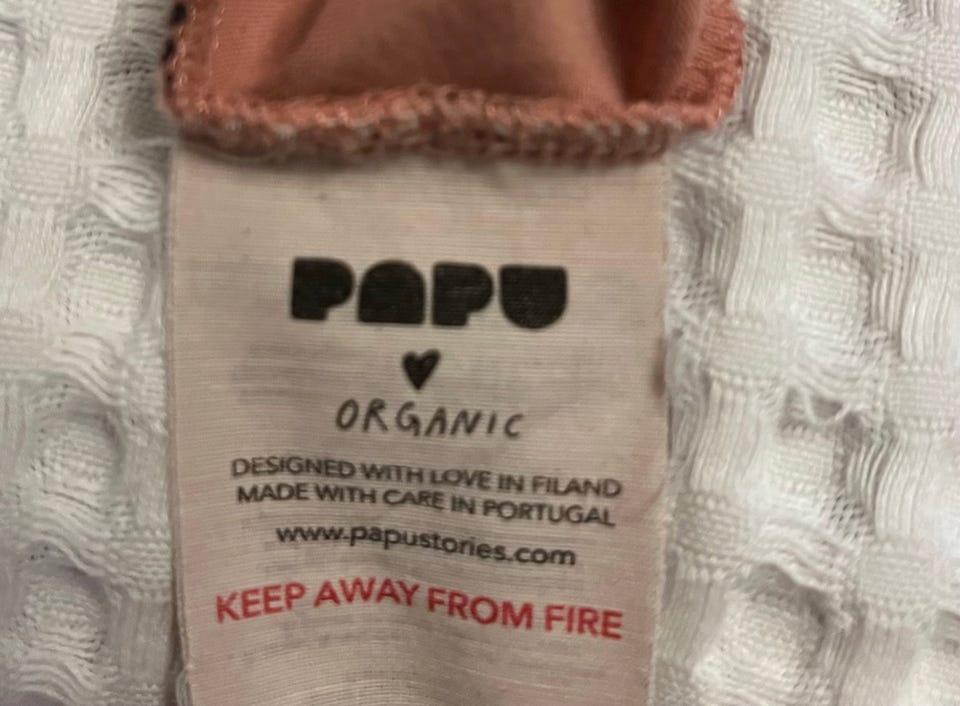 PAPU
ORGANIC
DESIGNED WITH LOVE IN FILAND
MADE WITH CARE IN PORTUGAL
www.papustories.com
KEEP AWAY FROM FIRE